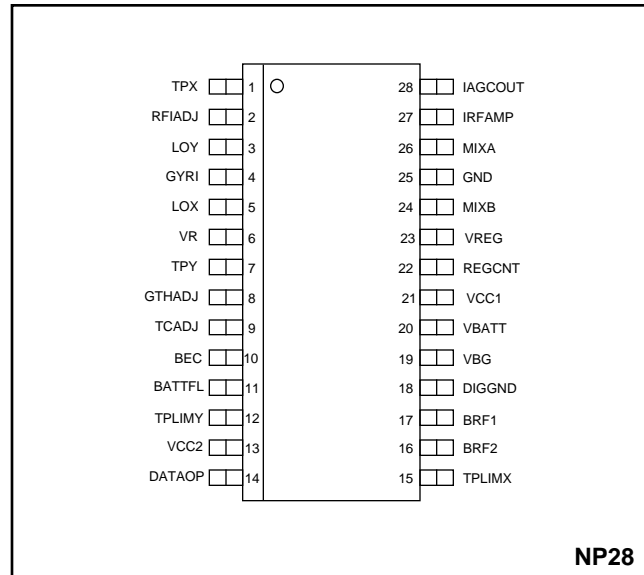 TPX 1 28 IAGCOUT
RFIADJ 2 27 IRFAMP
LOY 3 26 MIXA
GYRI 4 25 GND
LOX 5 24 MIXB
VR 6 23 VREG
TPY 7 22 REGCNT
GTHADJ 8 21 VCC1
TCADJ 9 20 VBATT
BEC 10 19 VBG
BATTFL 11 18 DIGGND
TPLIMY 12 17 BRF1
VCC2 13 16 BRF2
DATAOP 14 15 TPLIMX
NP28